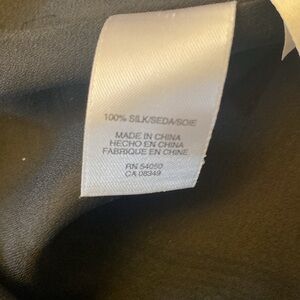 100% SILK/SEDA/SOIE
MADE IN CHINA
HECHO EN CHINA
FABRIQUE EN CHINE
RN 54050
CA 08349